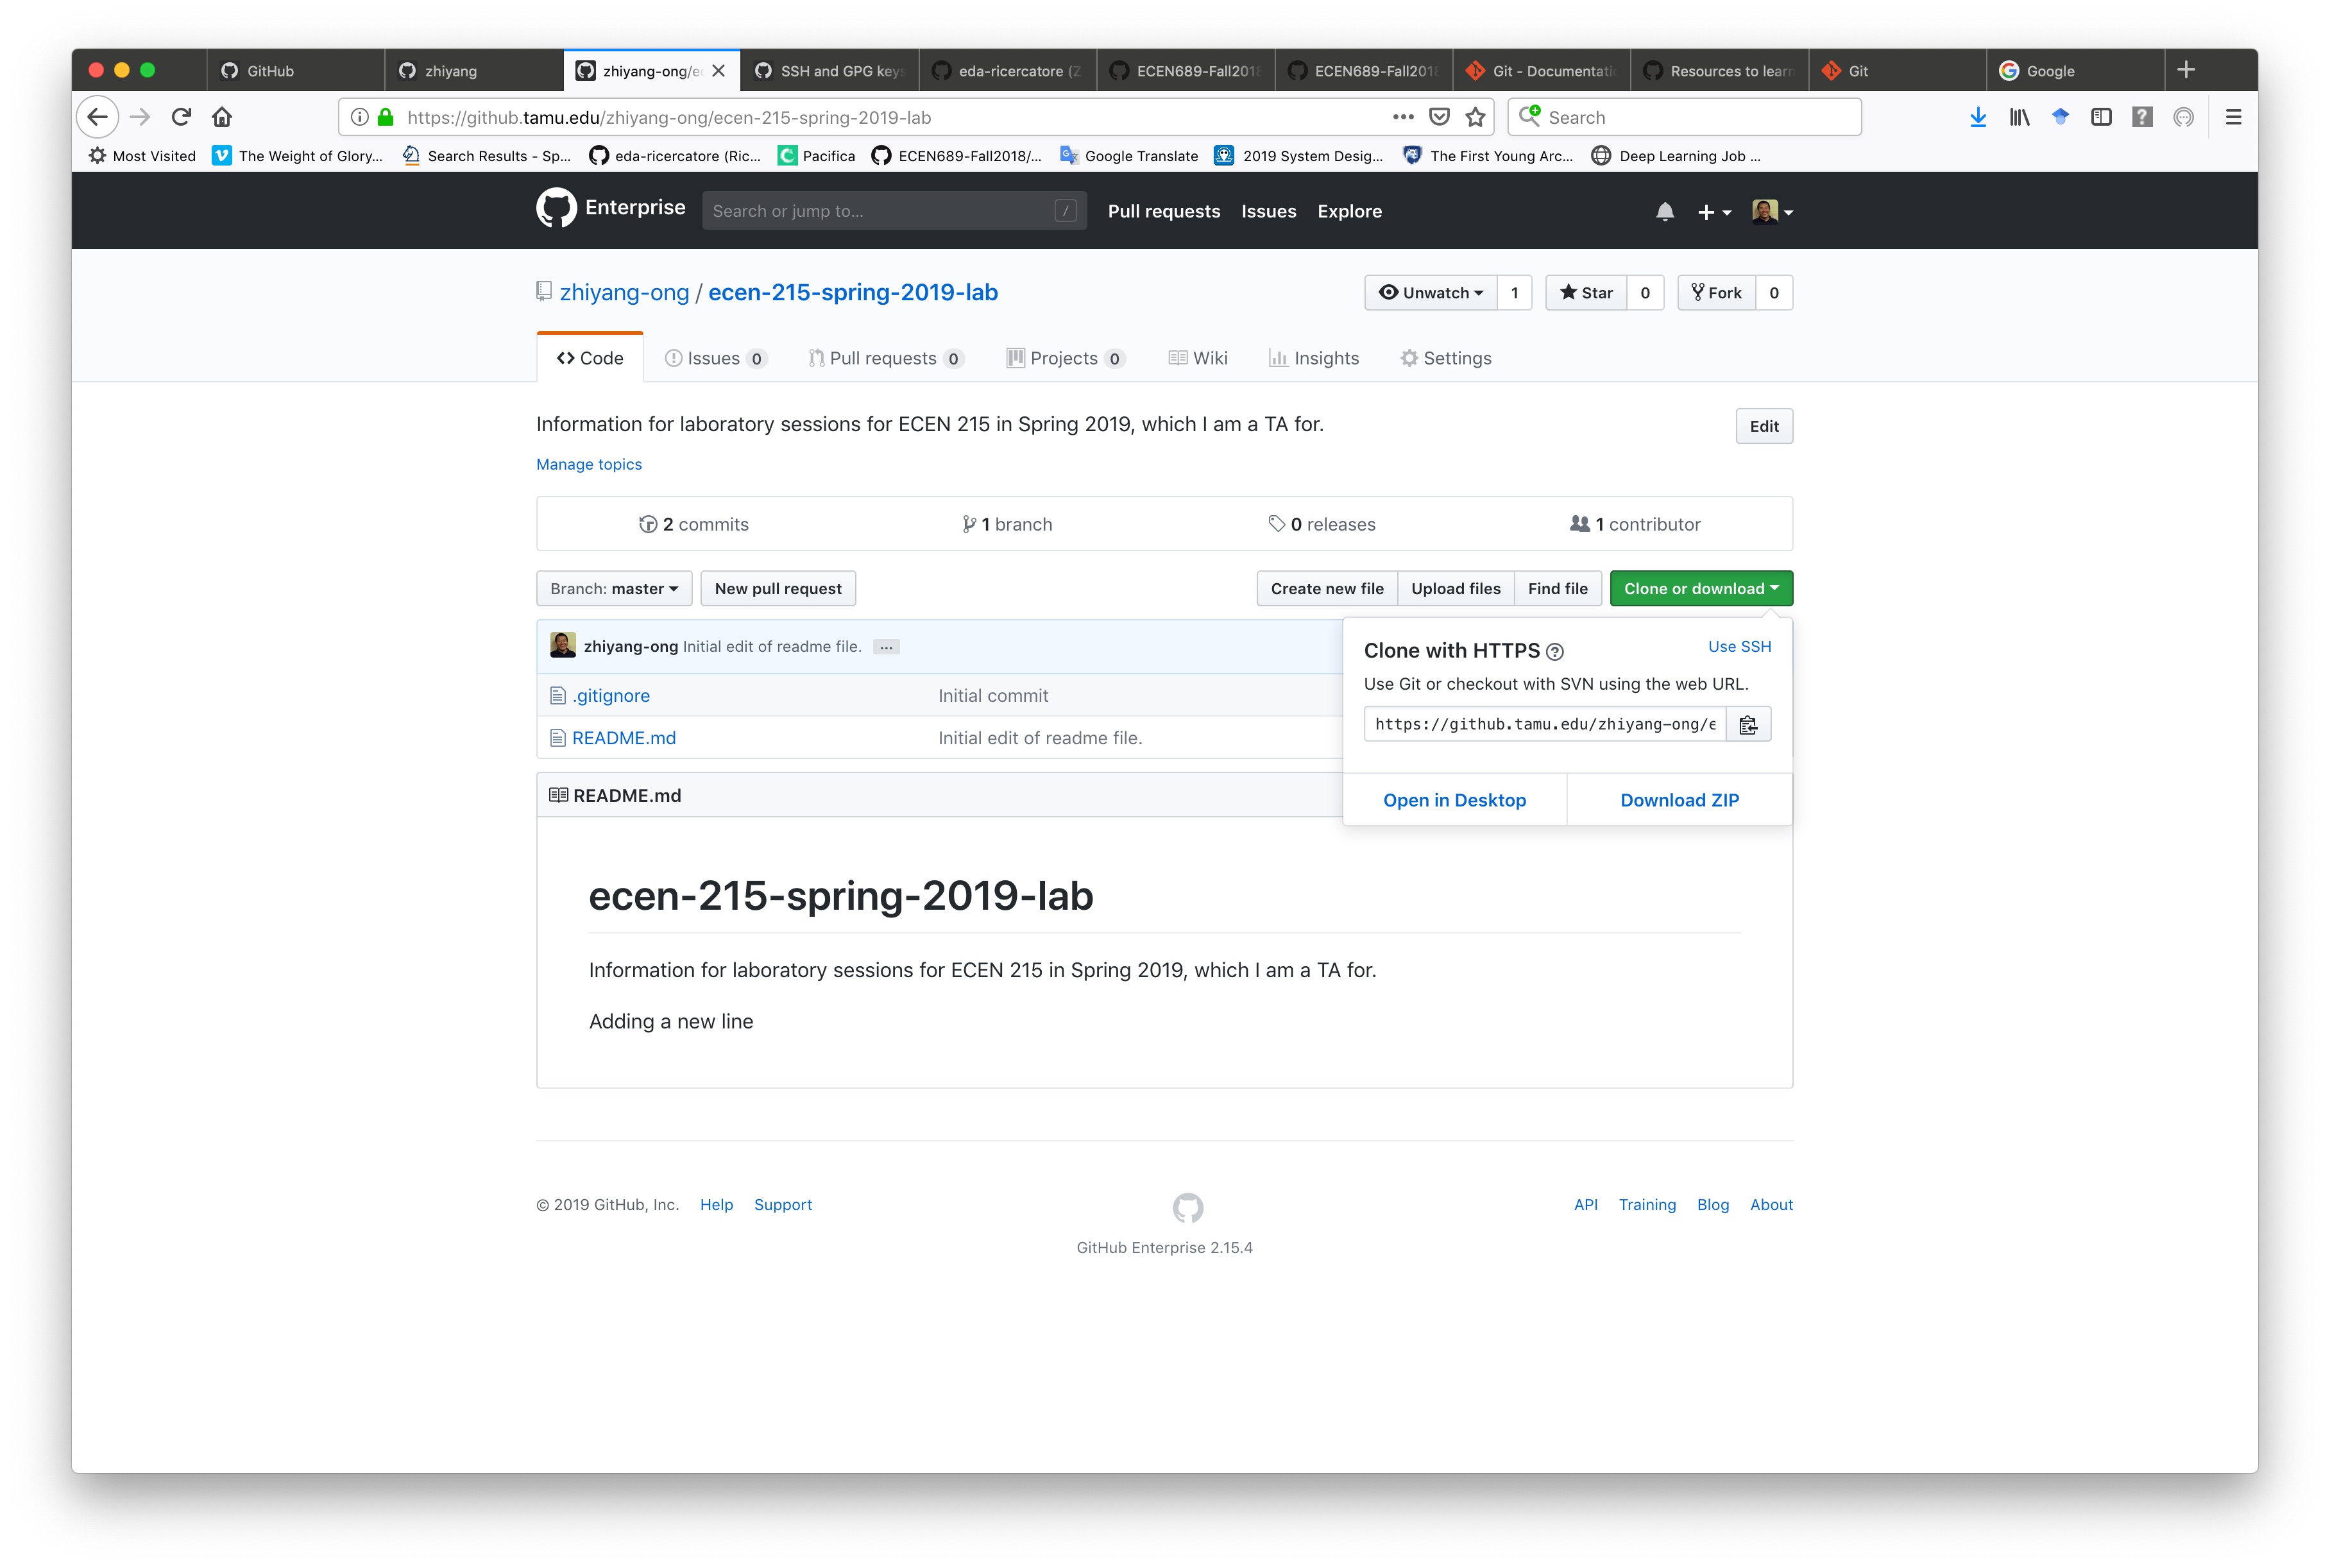 GitHub zhiyang zhiyang-ong/e SSH and GPG keys eda-ricercatore (Z ECEN689-Fall201 ECEN689-Fall201 Git - Documentati Resources to learn Git Google
https://github.tamu.edu/zhiyang-ong/ecen-215-spring-2019-lab Search
Most Visited The Weight of Glory... Search Results - Sp... eda-ricercatore (Ric... Pacifica ECEN689-Fall2018/... Google Translate 2019 System Desig... The First Young Arc... Deep Learning Job ...
Enterprise Search or jump to... / Pull requests Issues Explore
zhiyang-ong / ecen-215-spring-2019-lab Unwatch 1 Star 0 Fork 0
Code Issues 0 Pull requests 0 Projects 0 Wiki Insights Settings
Information for laboratory sessions for ECEN 215 in Spring 2019, which I am a TA for. Edit
Manage topics
2 commits 1 branch 0 releases 1 contributor
Branch: master New pull request Create new file Upload files Find file Clone or download
zhiyang-ong Initial edit of readme file. ...
.gitignore Initial commit
README.md Initial edit of readme file.
Clone with HTTPS Use SSH
Use Git or checkout with SVN using the web URL.
https://github.tamu.edu/zhiyang-ong/e
Open in Desktop Download ZIP
README.md
ecen-215-spring-2019-lab
Information for laboratory sessions for ECEN 215 in Spring 2019, which I am a TA for.
Adding a new line
© 2019 GitHub, Inc. Help Support API Training Blog About
GitHub Enterprise 2.15.4